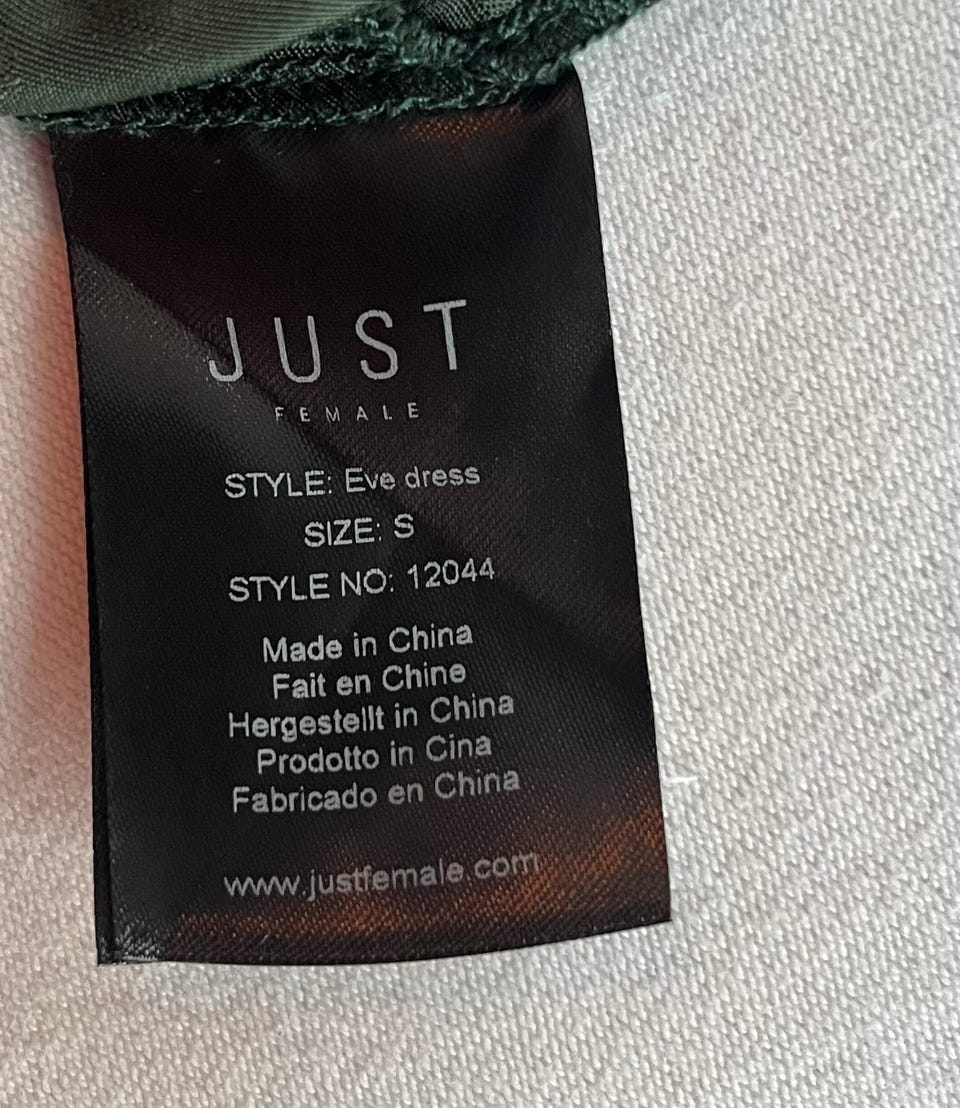 JUST
FEMALE
STYLE: Eve dress
SIZE: S
STYLE NO: 12044
Made in China
Fait en Chine
Hergestellt in China
Prodotto in Cina
Fabricado en China
www.justfemale.com